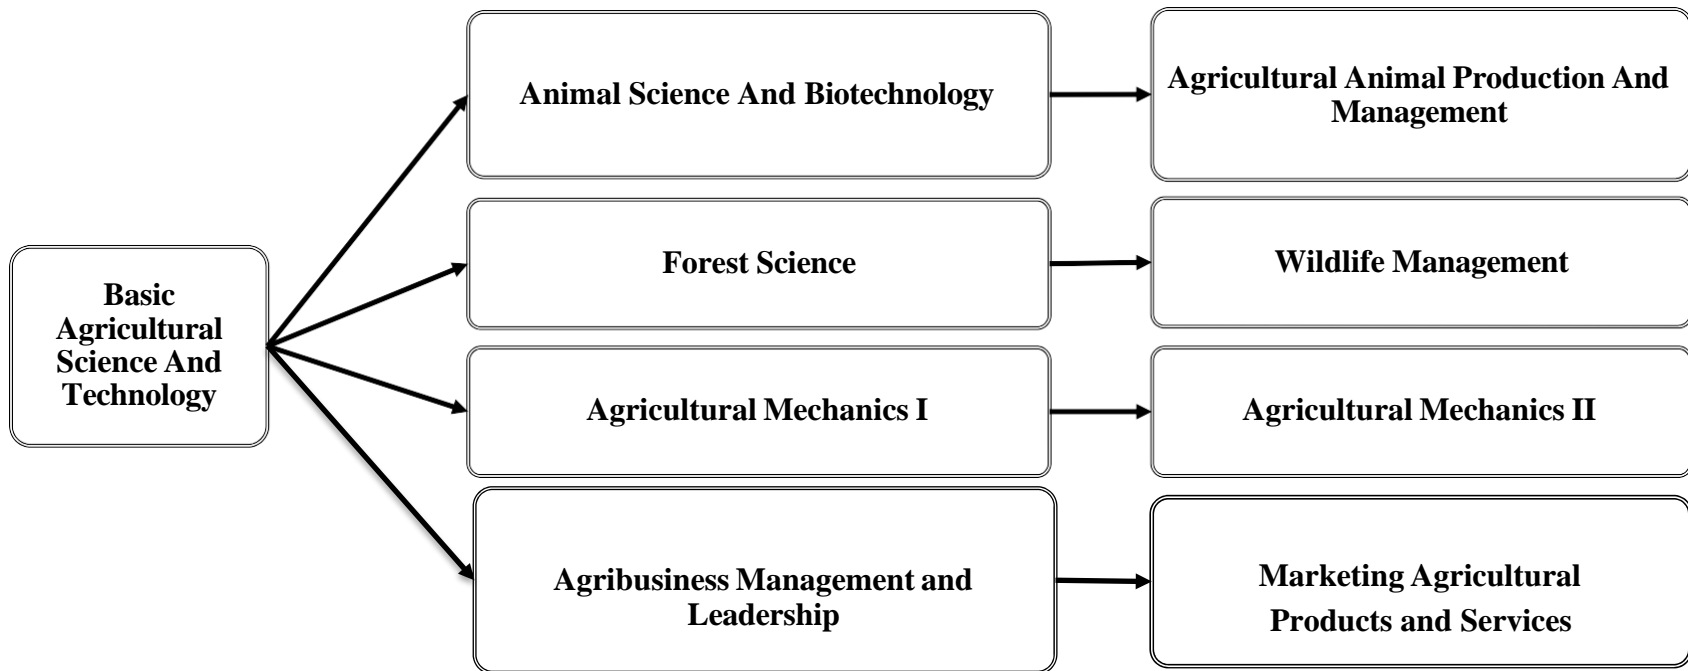 Basic
Agricultural
Science And
Technology
Animal Science And Biotechnology
Agricultural Animal Production And
Management
Forest Science
Wildlife Management
Agricultural Mechanics I
Agricultural Mechanics II
Agribusiness Management and
Leadership
Marketing Agricultural
Products and Services